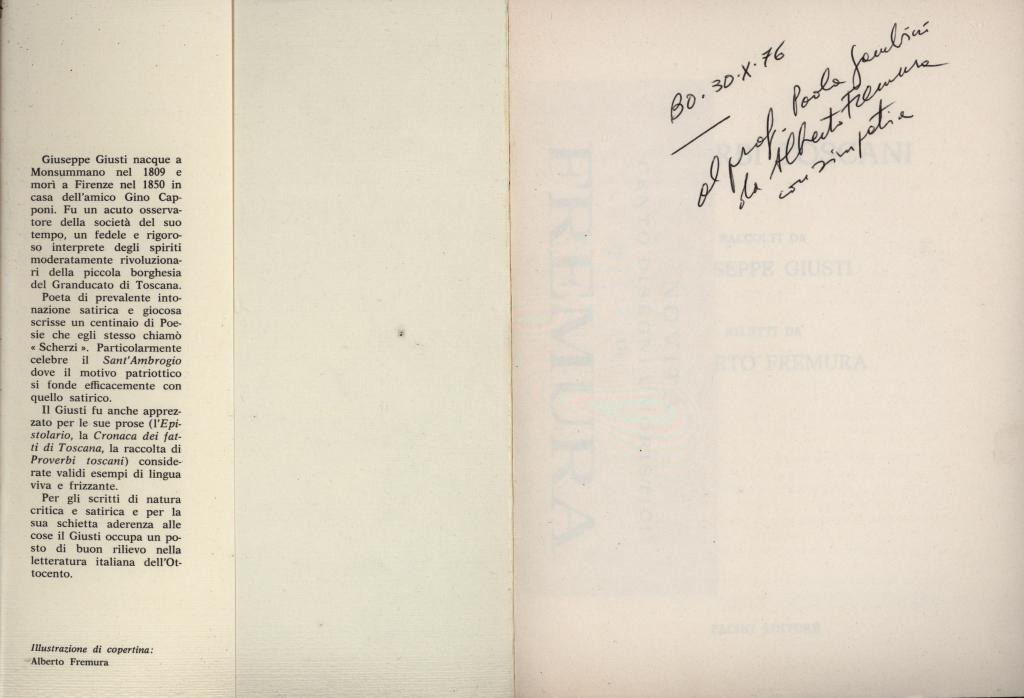 Giuseppe Giusti nacque a
Monsummano nel 1809 e
morì a Firenze nel 1850 in
casa dell'amico Gino Cap-
poni. Fu un acuto osserva-
tore della società del suo
tempo, un fedele e rigoro-
so interprete degli spiriti
moderatamente rivoluziona-
ri della piccola borghesia
del Granducato di Toscana.
Poeta di prevalente into-
nazione satirica e giocosa
scrisse un centinaio di Poe-
sie che egli stesso chiamò
« Scherzi ». Particolarmente
celebre il Sant'Ambrogio
dove il motivo patriottico
si fonde efficacemente con
quello satirico.
Il Giusti fu anche apprez-
zato per le sue prose (l'Epi-
stolario, la Cronaca dei fat-
ti di Toscana, la raccolta di
Proverbi toscani) conside-
rate validi esempi di lingua
viva e frizzante.
Per gli scritti di natura
critica e satirica e per la
sua schietta aderenza alle
cose il Giusti occupa un po-
sto di buon rilievo nella
letteratura italiana dell'Ot-
tocento.
Illustrazione di copertina:
Alberto Fremura
BO. 30.X.76
al prof. Paola Gambini
da Alberto Fremura
con simpatia
BI TOSCANI
RACCOLTI DA
SEPPE GIUSTI
RILETTI DA
RTO FREMURA
FREMURA
PACINI EDITORE